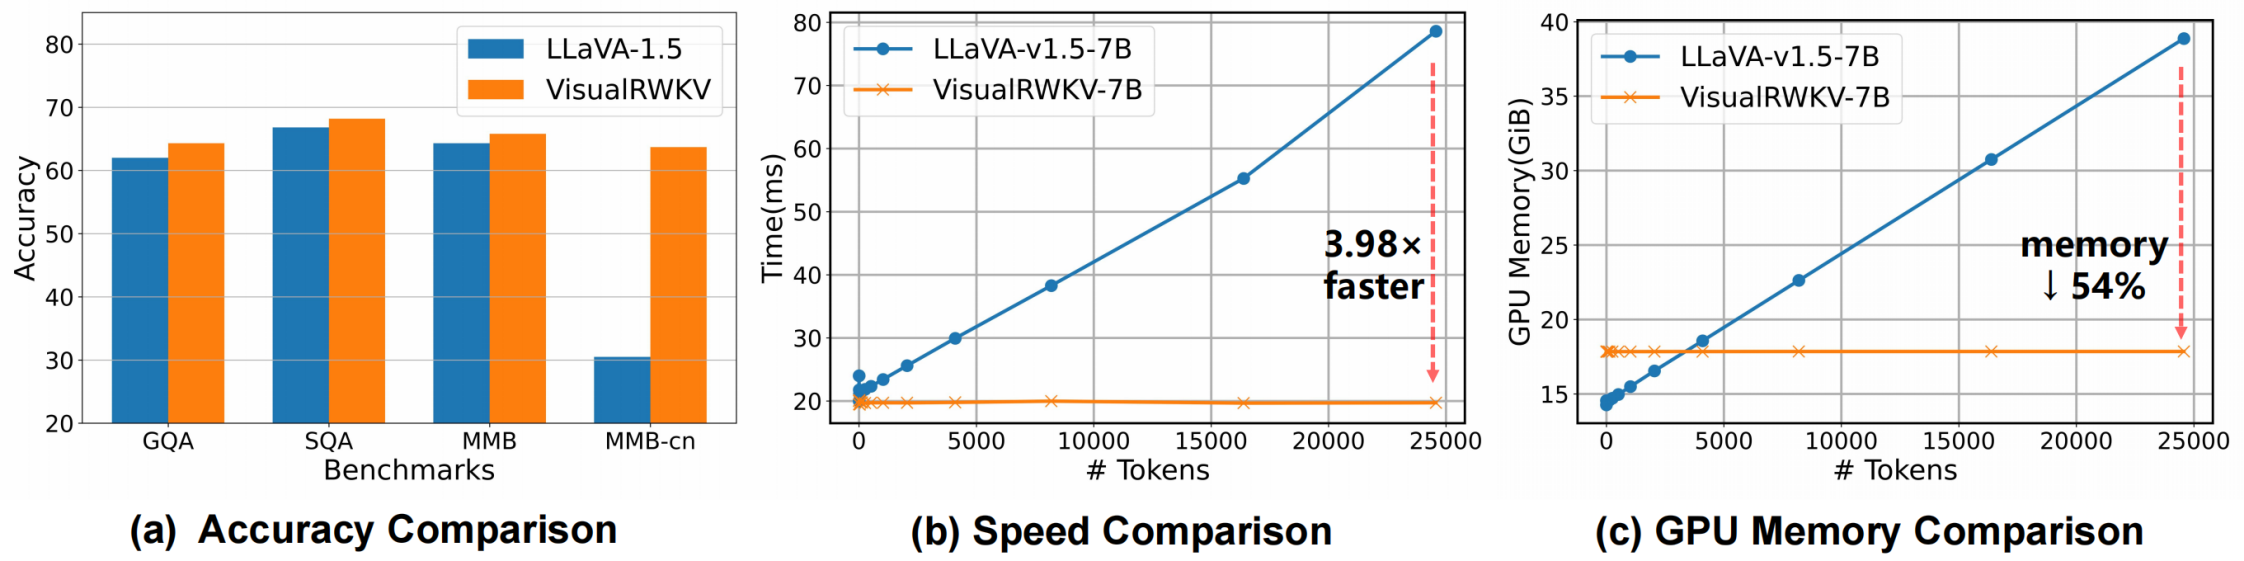 80
70
60
50
40
30
20
Accuracy
LLaVA-1.5
VisualRWKV
GQA SQA MMB MMB-cn
Benchmarks
(a) Accuracy Comparison
80
70
60
50
40
30
20
Time(ms)
LLaVA-v1.5-7B
VisualRWKV-7B
3.98×
faster
0 5000 10000 15000 20000 25000
# Tokens
(b) Speed Comparison
40
35
30
25
20
15
GPU Memory(GiB)
LLaVA-v1.5-7B
VisualRWKV-7B
memory
↓ 54%
0 5000 10000 15000 20000 25000
# Tokens
(c) GPU Memory Comparison